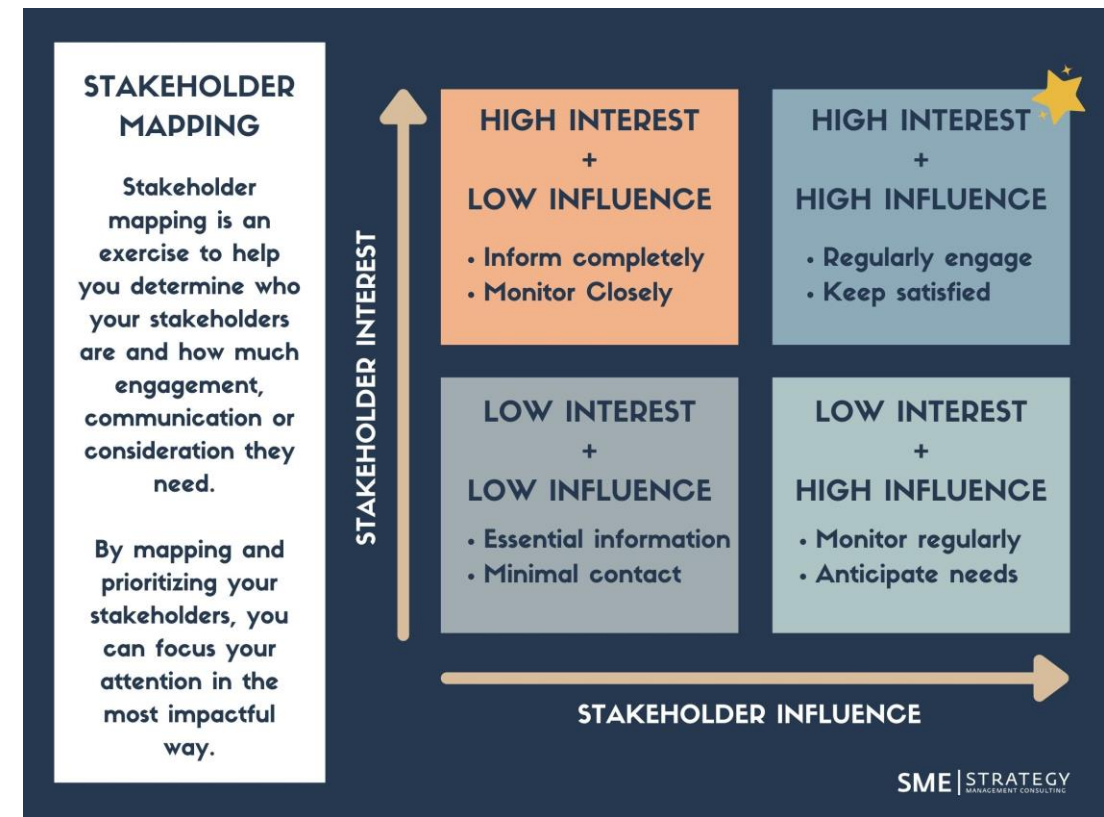 STAKEHOLDER
MAPPING
Stakeholder
mapping is an
exercise to help
you determine who
your stakeholders
are and how much
engagement,
communication or
consideration they
need.
By mapping and
prioritizing your
stakeholders, you
can focus your
attention in the
most impactful
way.
STAKEHOLDER INTEREST
HIGH INTEREST
+
LOW INFLUENCE
• Inform completely
• Monitor Closely
HIGH INTEREST
+
HIGH INFLUENCE
• Regularly engage
• Keep satisfied
LOW INTEREST
+
LOW INFLUENCE
• Essential information
• Minimal contact
LOW INTEREST
+
HIGH INFLUENCE
• Monitor regularly
• Anticipate needs
STAKEHOLDER INFLUENCE
SME | STRATEGY
MANAGEMENT CONSULTING